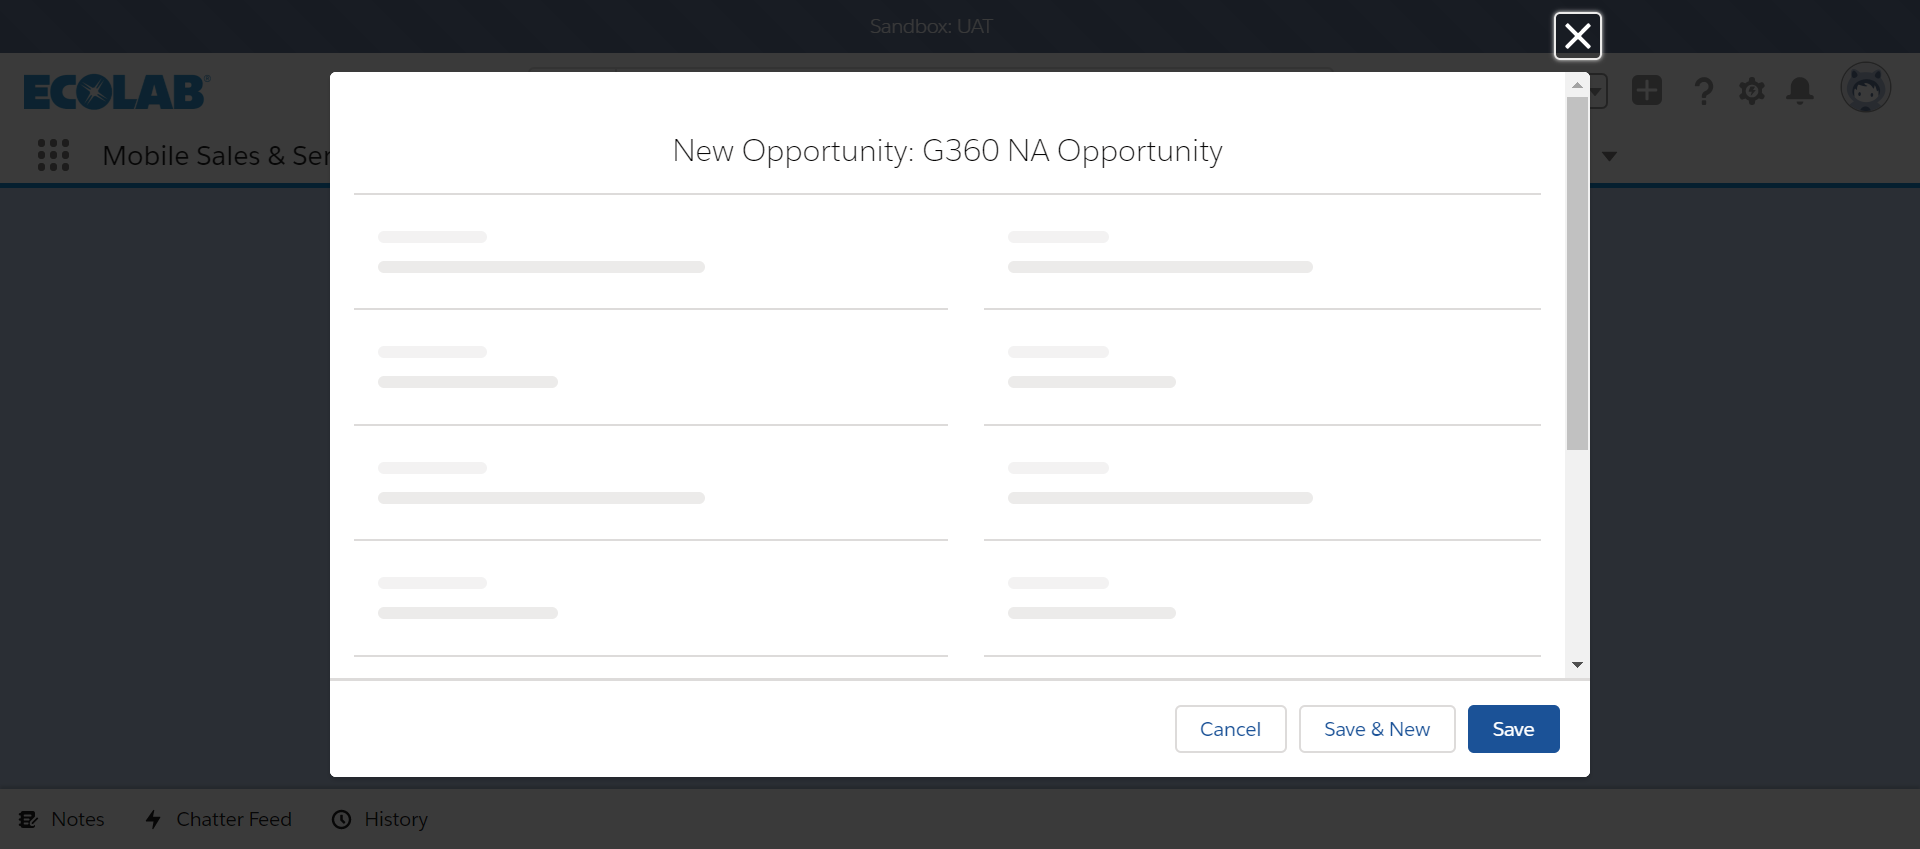 Sandbox: UAT
ECOLAB
Mobile Sales & Ser
New Opportunity: G360 NA Opportunity
Cancel
Save & New
Save
Notes
Chatter Feed
History